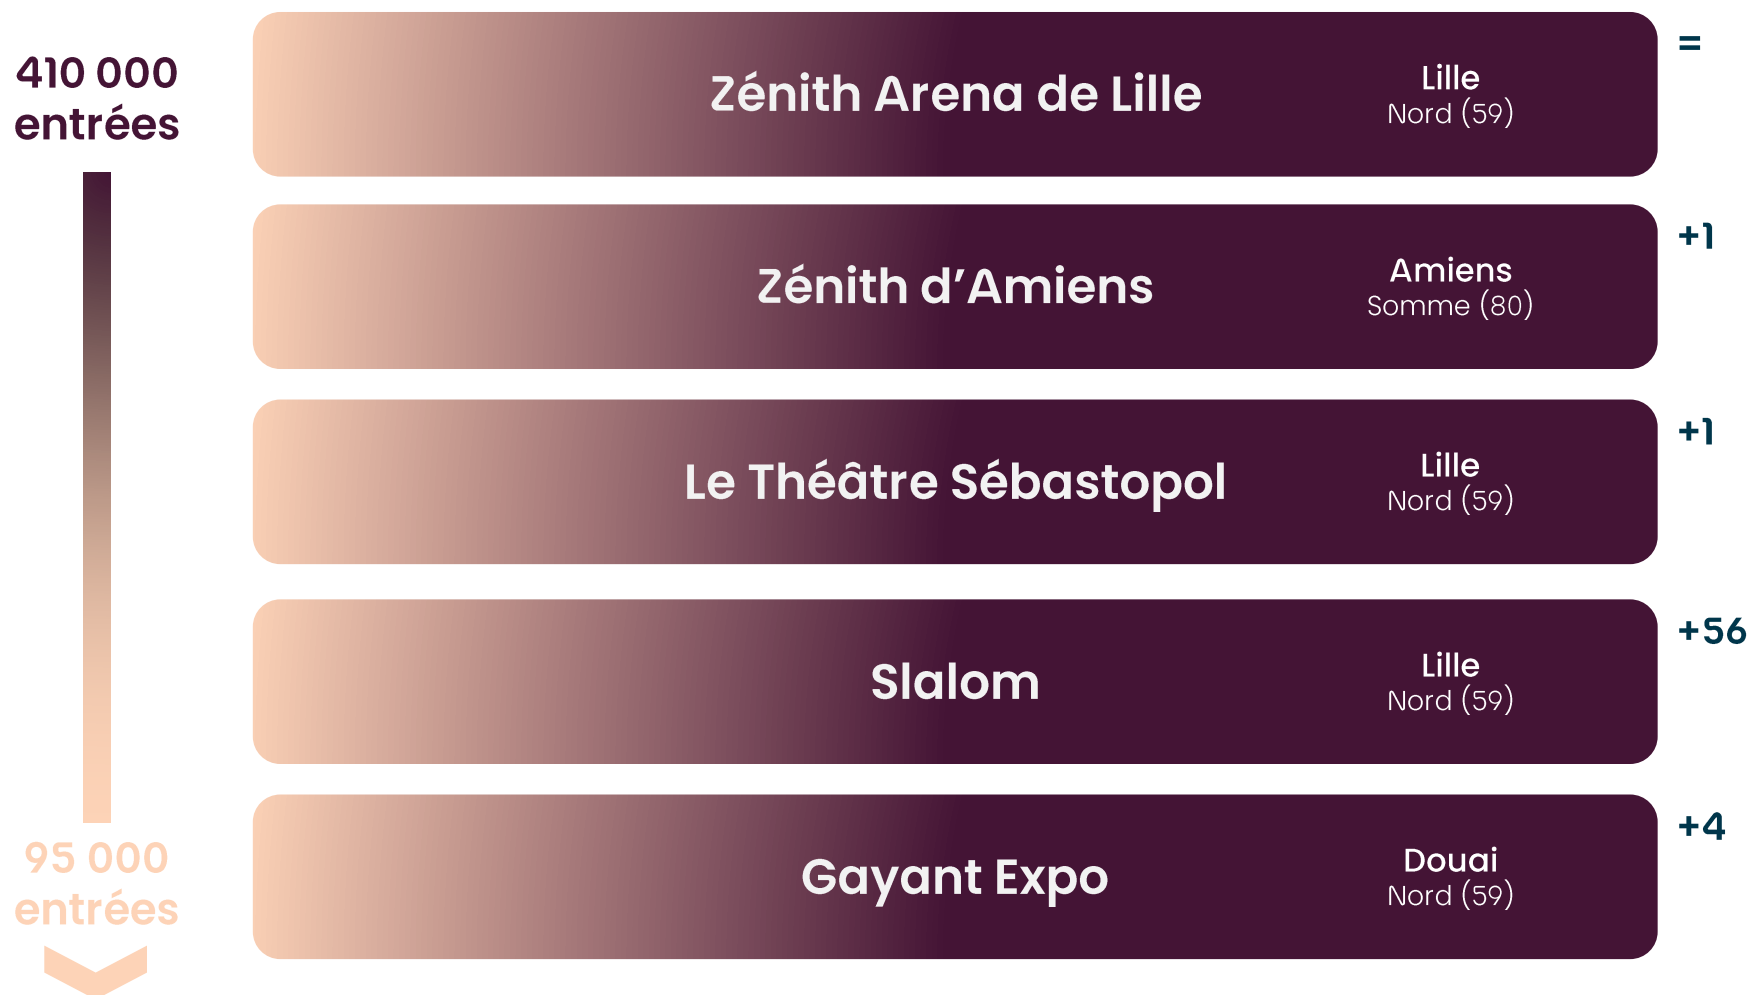 410 000
entrées
Zénith Arena de Lille
Lille
Nord (59)
=
Zénith d’Amiens
Amiens
Somme (80)
+1
Le Théâtre Sébastopol
Lille
Nord (59)
+1
Slalom
Lille
Nord (59)
+56
Gayant Expo
Douai
Nord (59)
+4
95 000
entrées